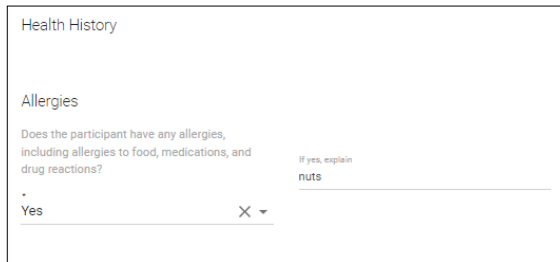 Health History
Allergies
Does the participant have any allergies,
including allergies to food, medications, and
drug reactions?
*
Yes
If yes, explain
nuts